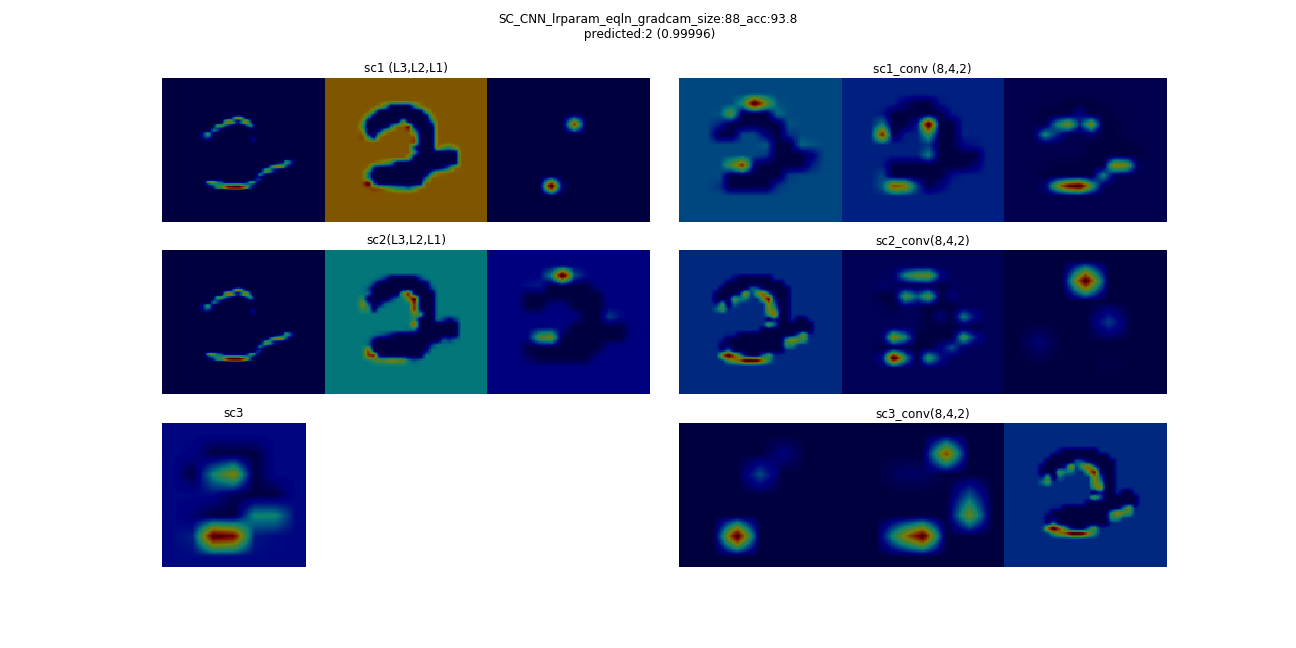 SC_CNN_lrparam_eqln_gradcam_size:88_acc:93.8
predicted:2 (0.99996)
sc1 (L3,L2,L1)
sc1_conv (8,4,2)
sc2(L3,L2,L1)
sc2_conv(8,4,2)
sc3
sc3_conv(8,4,2)